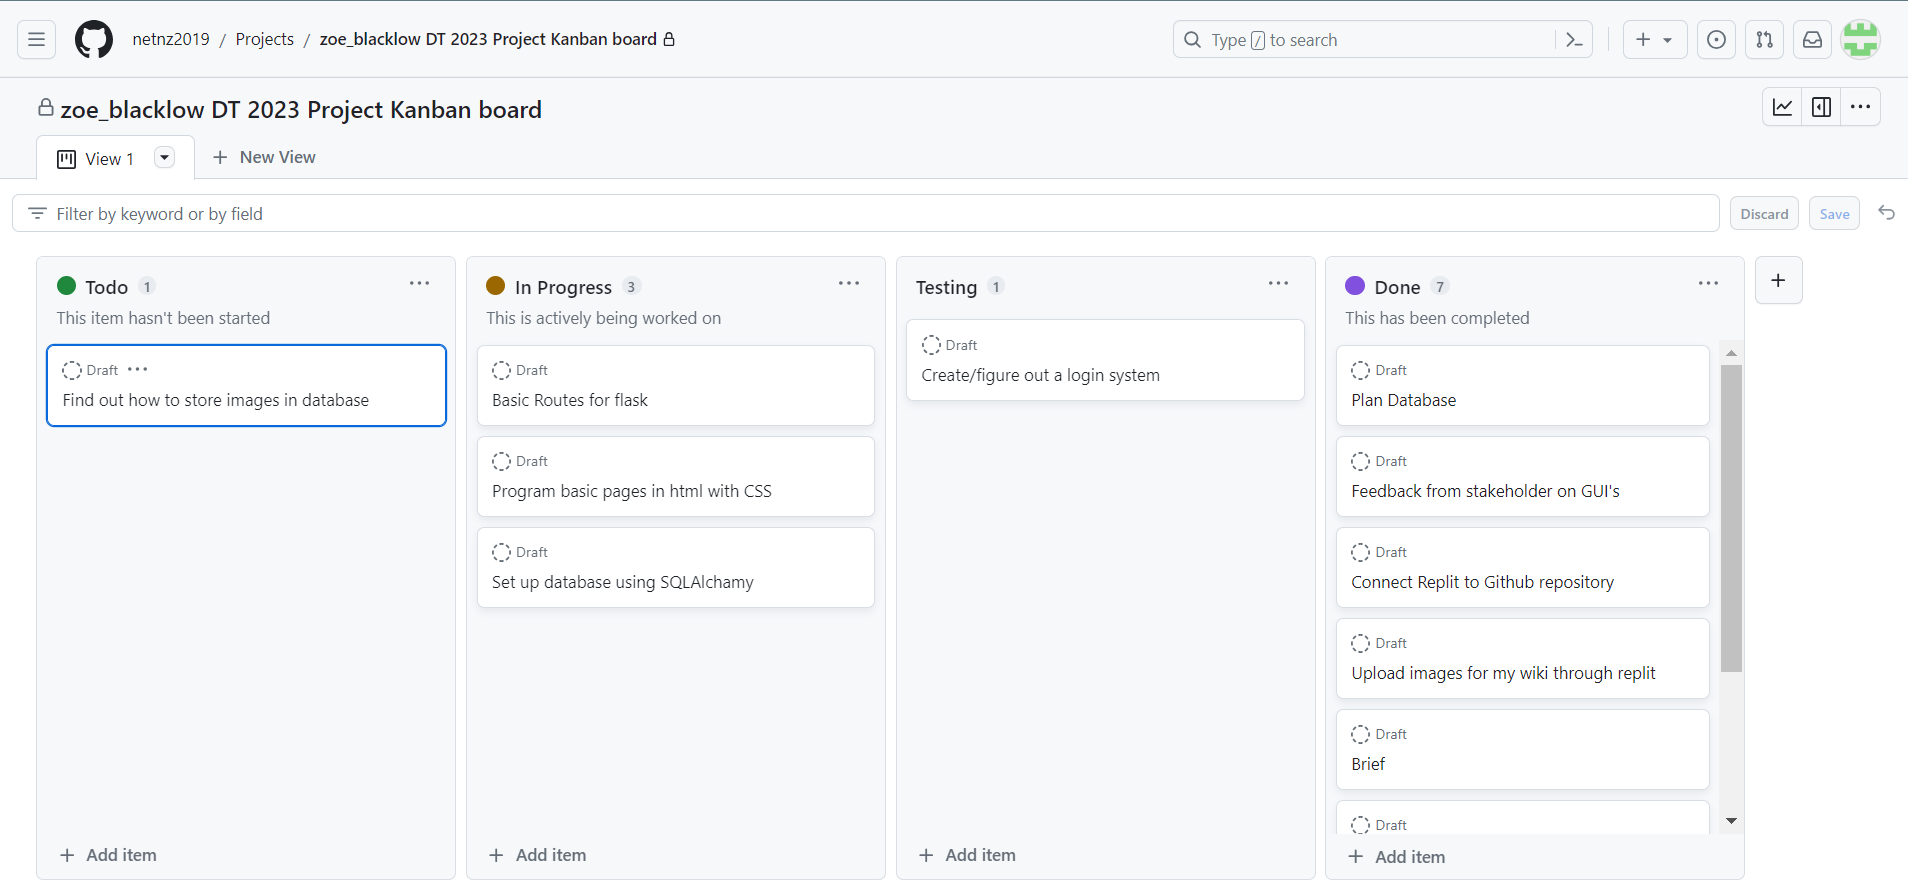 netnz2019 / Projects / zoe_blacklow DT 2023 Project Kanban board
Type / to search
zoe_blacklow DT 2023 Project Kanban board
View 1
New View
Filter by keyword or by field
Discard
Save
Todo 1
This item hasn't been started
Draft
Find out how to store images in database
Add item
In Progress 3
This is actively being worked on
Draft
Basic Routes for flask
Draft
Program basic pages in html with CSS
Draft
Set up database using SQLAlchamy
Add item
Testing 1
Draft
Create/figure out a login system
Add item
Done 7
This has been completed
Draft
Plan Database
Draft
Feedback from stakeholder on GUI's
Draft
Connect Replit to Github repository
Draft
Upload images for my wiki through replit
Draft
Brief
Draft
Add item